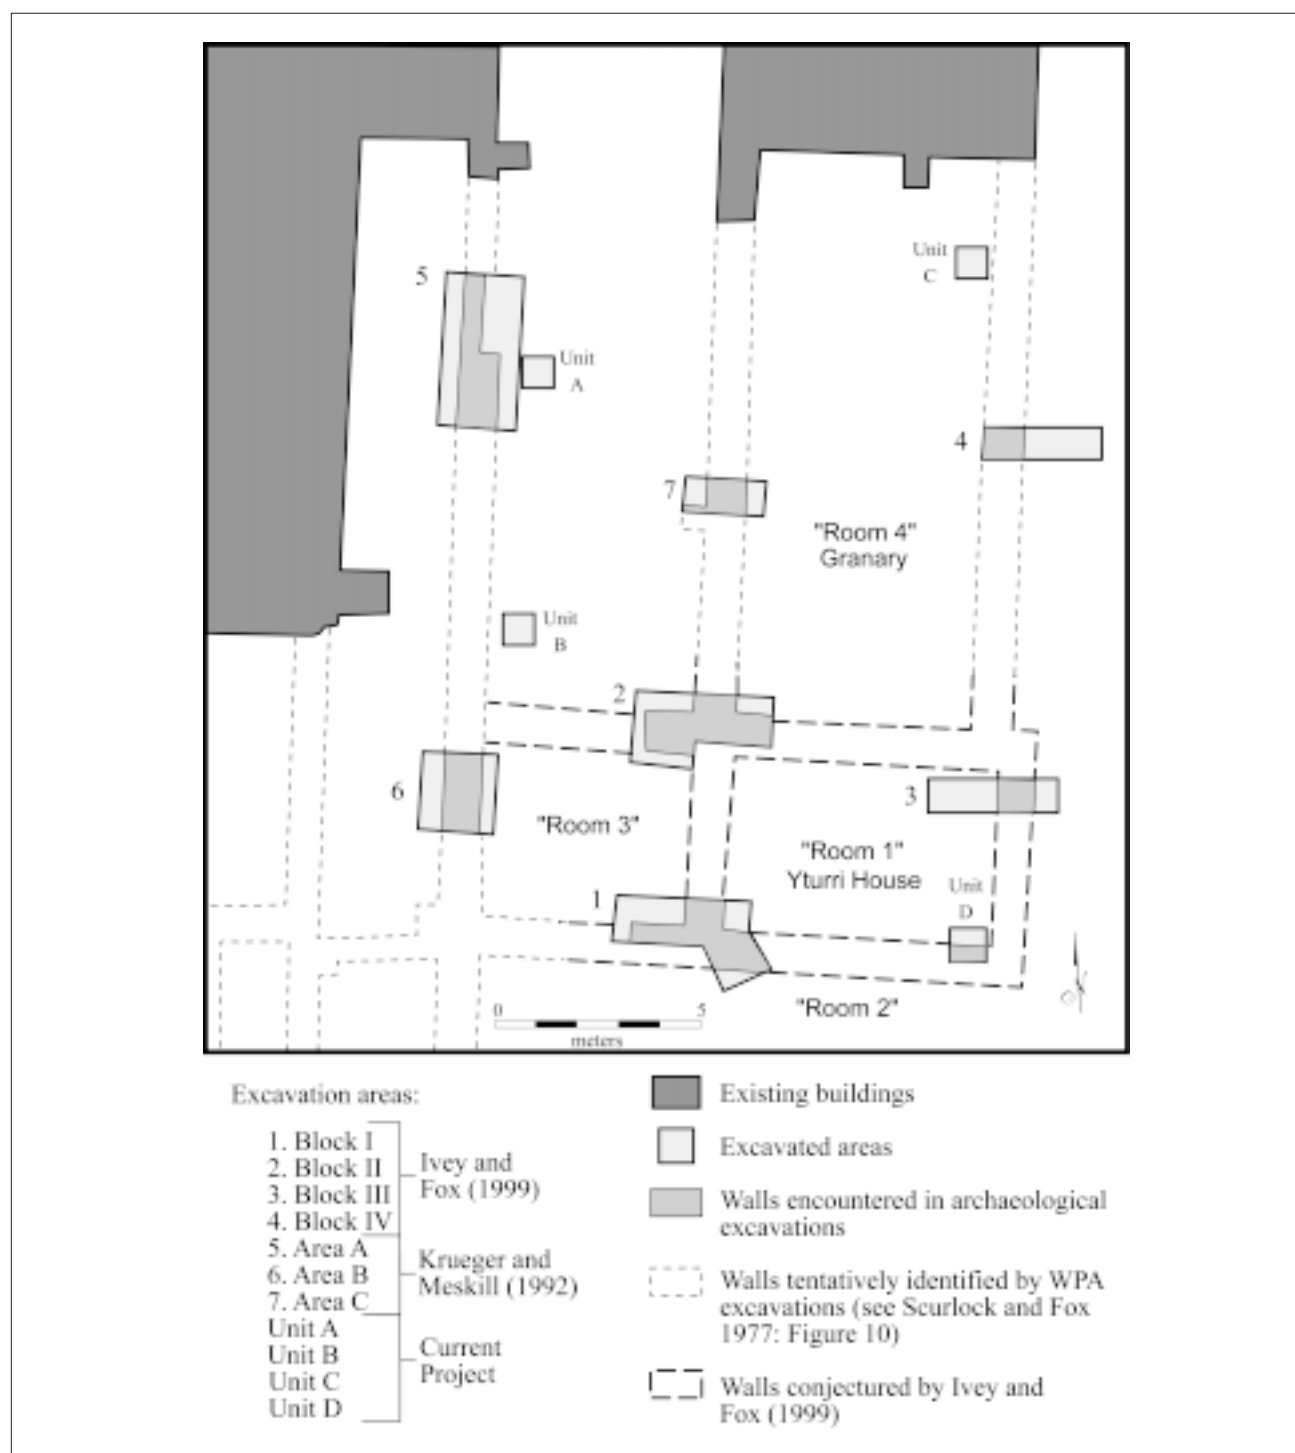 5
Unit
A
Unit
C
4
7
"Room 4"
Granary
Unit
B
2
6
"Room 3"
3
"Room 1"
Yturri House
Unit
D
1
"Room 2"
0 5
meters
Excavation areas:
1. Block I
2. Block II
3. Block III
4. Block IV
5. Area A
6. Area B
7. Area C
Unit A
Unit B
Unit C
Unit D
Ivey and
Fox (1999)
Krueger and
Meskill (1992)
Current
Project
Existing buildings
Excavated areas
Walls encountered in archaeological
excavations
Walls tentatively identified by WPA
excavations (see Scurlock and Fox
1977: Figure 10)
Walls conjectured by Ivey and
Fox (1999)